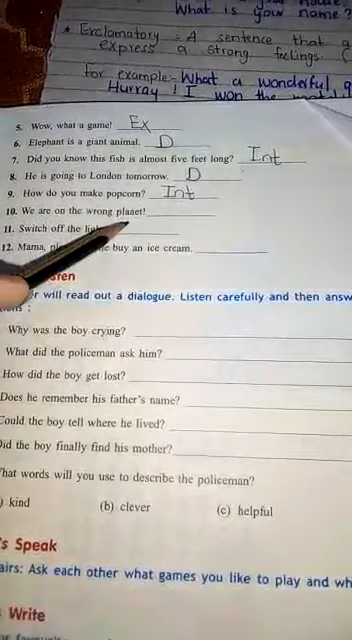 What is your name?
• Exclamatory :- A sentence that
express a strong feelings.
for example - What a wonderful
Hurray ! I won the
5. Wow, what a game! Ex
6. Elephant is a giant animal. D
7. Did you know this fish is almost five feet long? Int
8. He is going to London tomorrow. D
9. How do you make popcorn? Int
10. We are on the wrong planet!
11. Switch off the
12. Mama, buy an ice cream.
will read out a dialogue. Listen carefully and then
Why was the boy crying?
What did the policeman ask him?
How did the boy get lost?
Does he remember his father's name?
Could the boy tell where he lived?
Did the boy finally find his mother?
What words will you use to describe the policeman?
) kind (b) clever (c) helpful
's Speak
airs: Ask each other what games you like to play and
Write